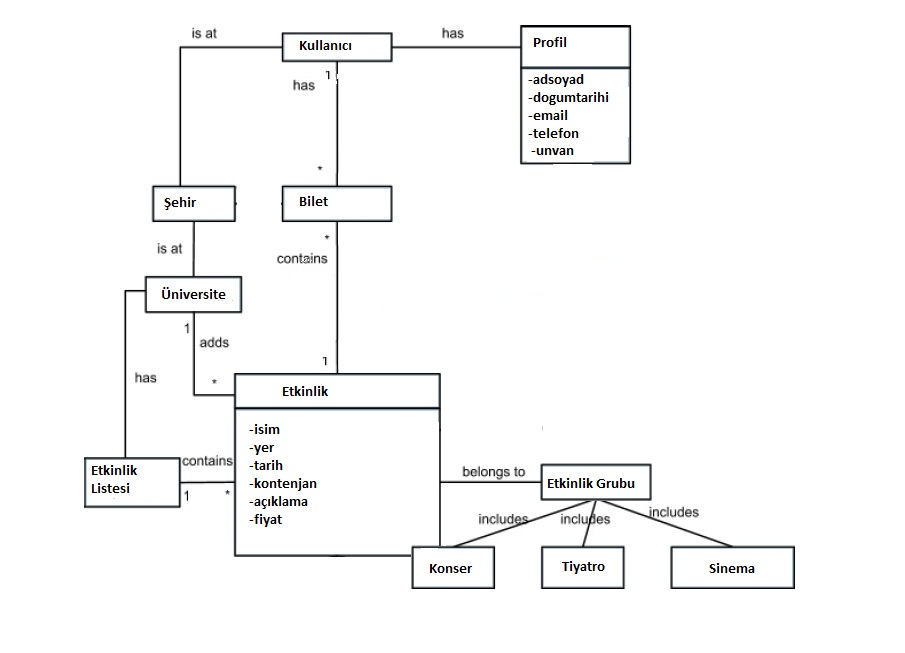 is at
Kullanıcı
has
Profil
-adsoyad
-dogumtarihi
-email
-telefon
-unvan
1
has
*
Şehir
Bilet
is at
*
contains
Üniversite
1
adds
1
has
*
Etkinlik
-isim
-yer
-tarih
-kontenjan
-açıklama
-fiyat
Etkinlik
Listesi
contains
1
*
belongs to
Etkinlik Grubu
includes
includes
includes
Konser
Tiyatro
Sinema